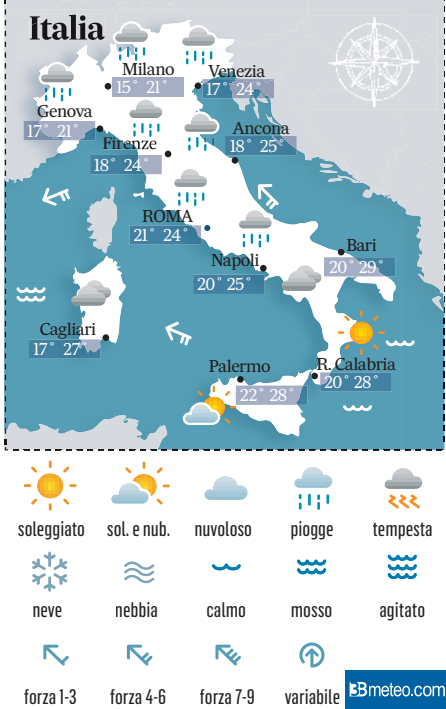 Italia
Milano
15° 21°
Venezia
17° 24°
Genova
17° 21°
Ancona
18° 25°
Firenze
18° 24°
ROMA
21° 24°
Bari
20° 29°
Napoli
20° 25°
Cagliari
17° 27°
Palermo
22° 28°
R. Calabria
20° 28°
soleggiato sol. e nub. nuvoloso piogge tempesta
neve nebbia calmo mosso agitato
forza 1-3 forza 4-6 forza 7-9 variabile
3Bmeteo.com